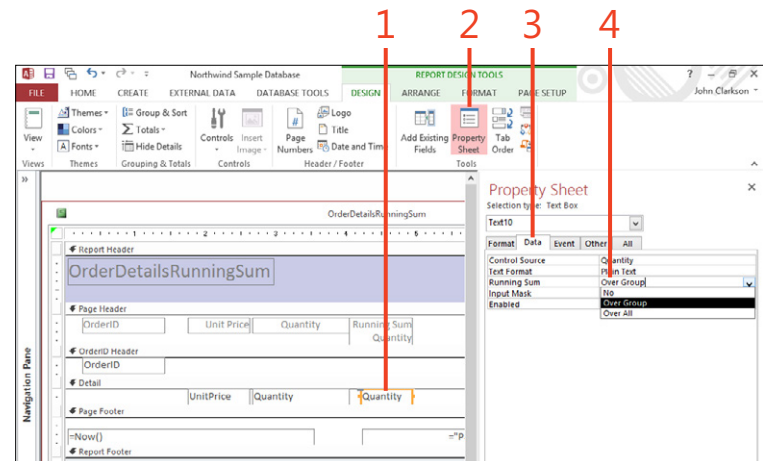 1 2 3 4
Northwind Sample Database
REPORT DESIGN TOOLS
? – X
FILE HOME CREATE EXTERNAL DATA DATABASE TOOLS DESIGN ARRANGE FORMAT PAGE SETUP
John Clarkson
View
Themes
Colors
Fonts
Group & Sort
Totals
Hide Details
Controls
Insert Image
Page Numbers
Logo
Title
Date and Time
Add Existing Fields
Property Sheet
Tab Order
Views Themes Grouping & Totals Controls Header / Footer Tools
Navigation Pane
OrderDetailsRunningSum
1 2 3 4 5
Report Header
OrderDetailsRunningSum
Page Header
OrderID Unit Price Quantity Running Sum
Quantity
OrderID Header
OrderID
Detail
UnitPrice Quantity Quantity
Page Footer
=Now() ="P
Report Footer
Property Sheet
Selection type: Text Box
Text10
Format Data Event Other All
Control Source Quantity
Text Format Plain Text
Running Sum Over Group
Input Mask No
Enabled Over Group
Over All